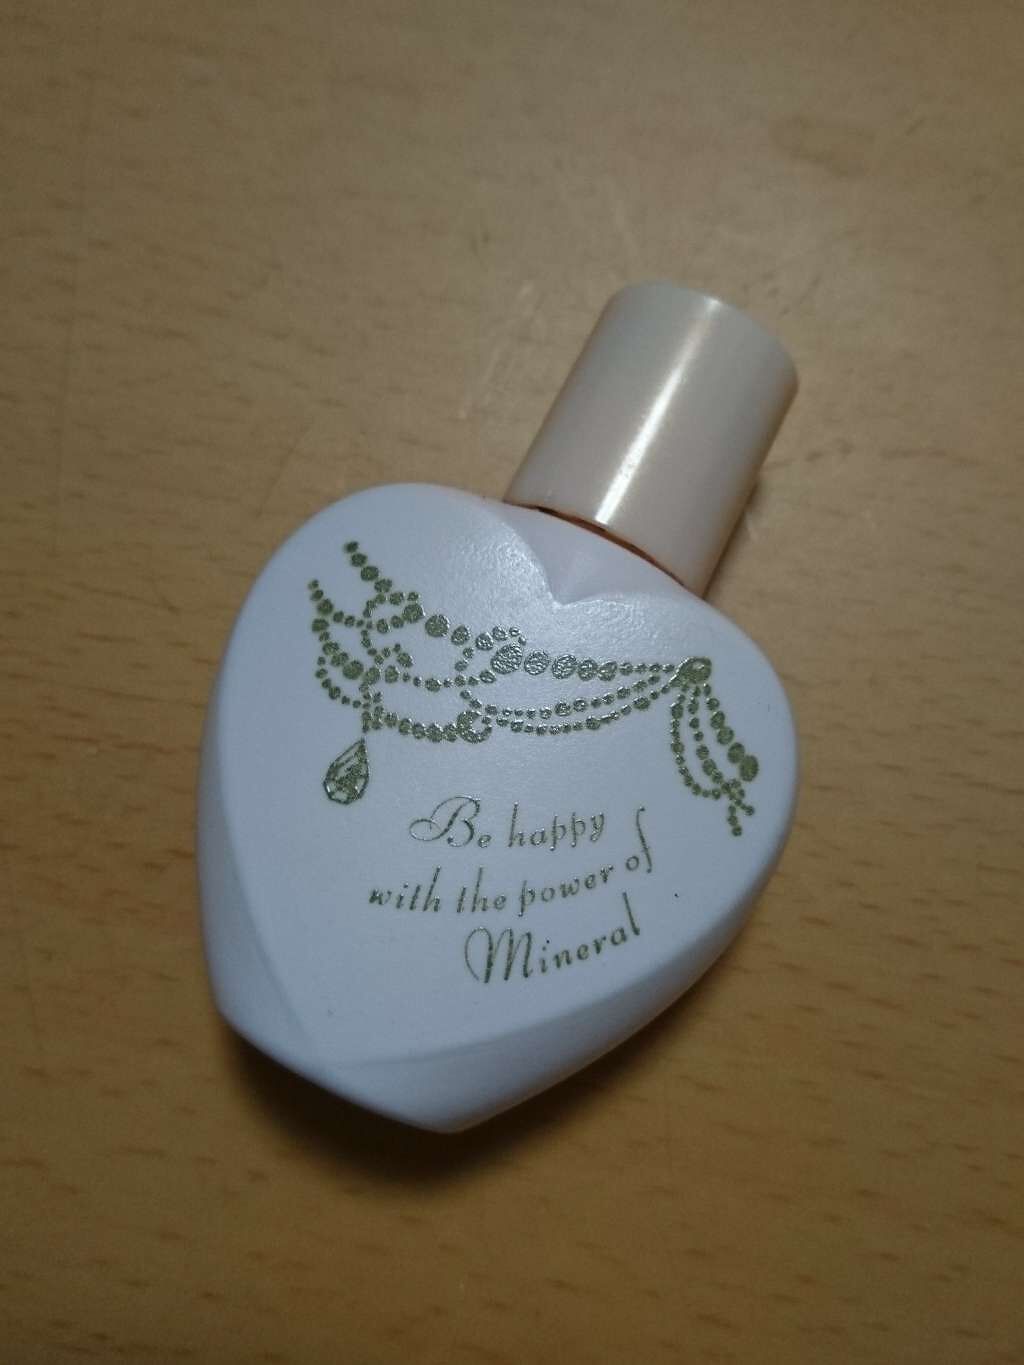 Be happy
with the power of
Mineral